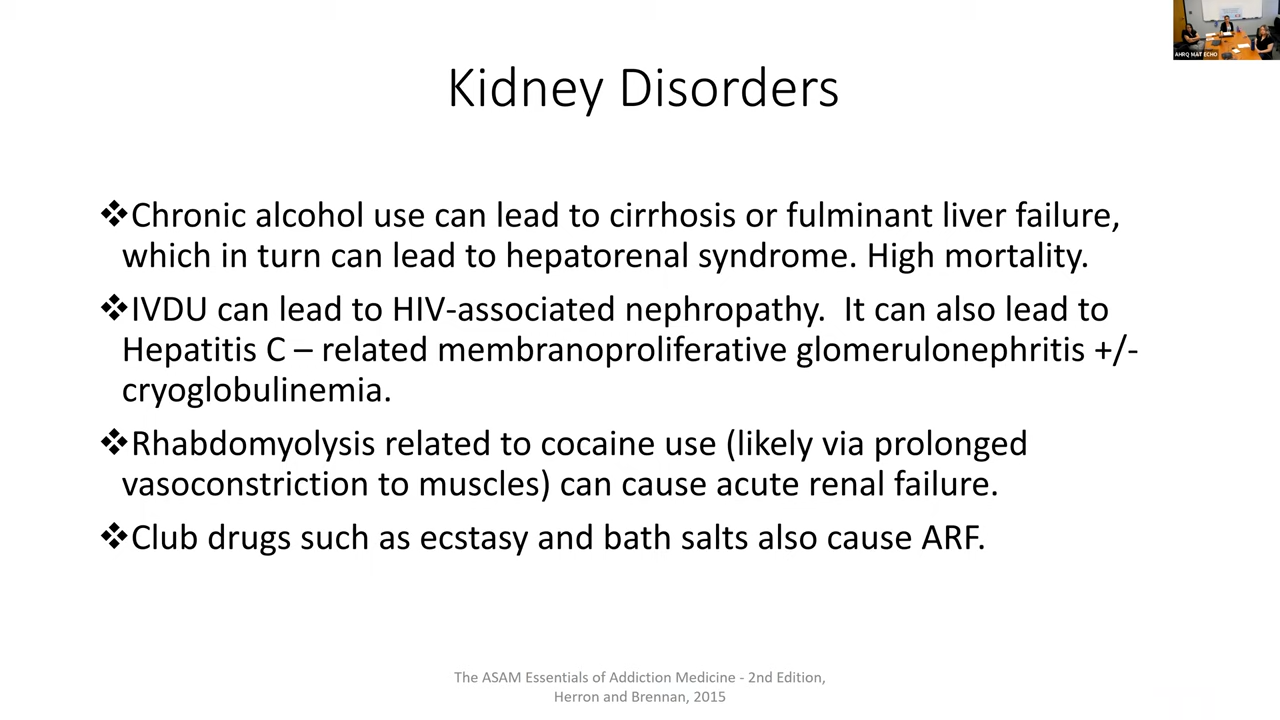 AHRQ MAT ECHO
Kidney Disorders
❖Chronic alcohol use can lead to cirrhosis or fulminant liver failure,
which in turn can lead to hepatorenal syndrome. High mortality.
❖IVDU can lead to HIV-associated nephropathy.  It can also lead to
Hepatitis C – related membranoproliferative glomerulonephritis +/-
cryoglobulinemia.
❖Rhabdomyolysis related to cocaine use (likely via prolonged
vasoconstriction to muscles) can cause acute renal failure.
❖Club drugs such as ecstasy and bath salts also cause ARF.
The ASAM Essentials of Addiction Medicine - 2nd Edition,
Herron and Brennan, 2015